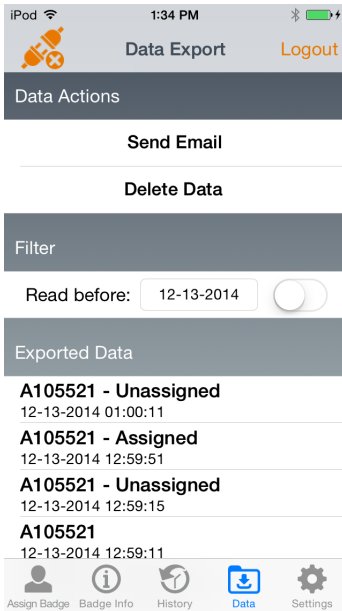 iPod 1:34 PM
Data Export Logout
Data Actions
Send Email
Delete Data
Filter
Read before: 12-13-2014
Exported Data
A105521 - Unassigned
12-13-2014 01:00:11
A105521 - Assigned
12-13-2014 12:59:51
A105521 - Unassigned
12-13-2014 12:59:15
A105521
12-13-2014 12:59:11
Assign Badge Badge Info History Data Settings